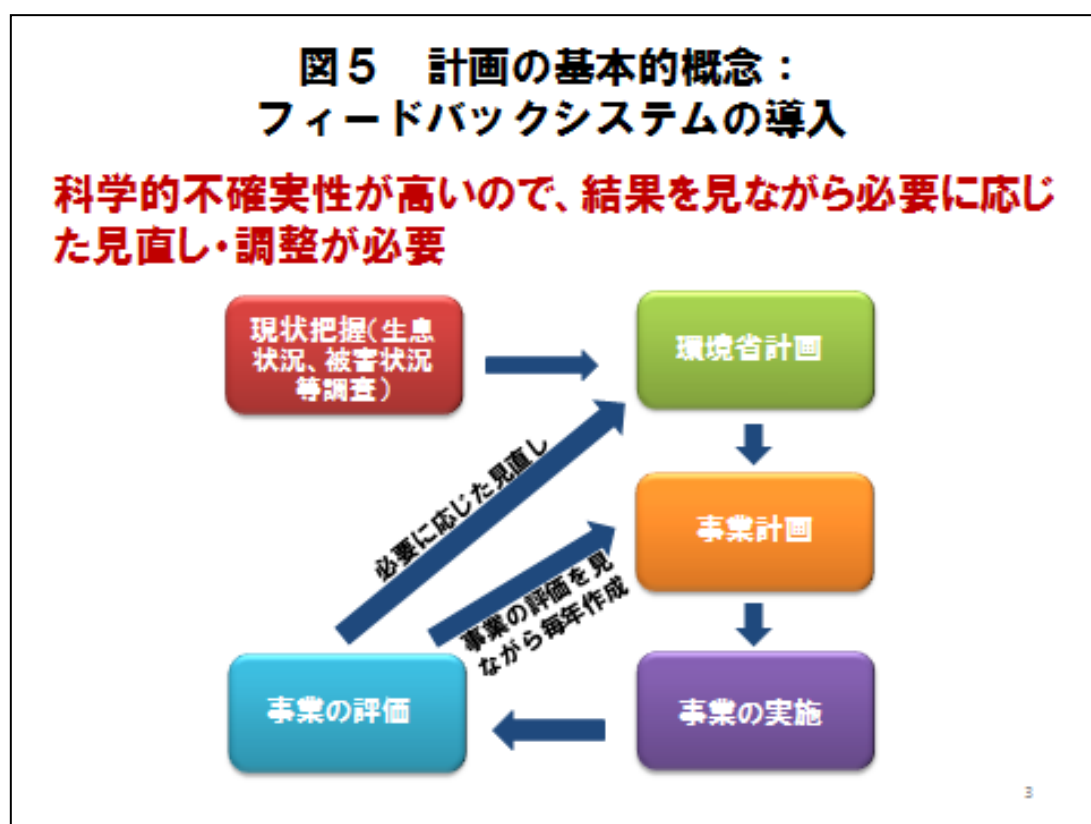 図５　計画の基本的概念：
フィードバックシステムの導入
科学的不確実性が高いので、結果を見ながら必要に応じ
た見直し・調整が必要
現状把握（生息
状況、被害状況
等調査）
環境省計画
必要に応じた見直し
事業計画
事業の評価を見
ながら毎年作成
事業の評価
事業の実施
3